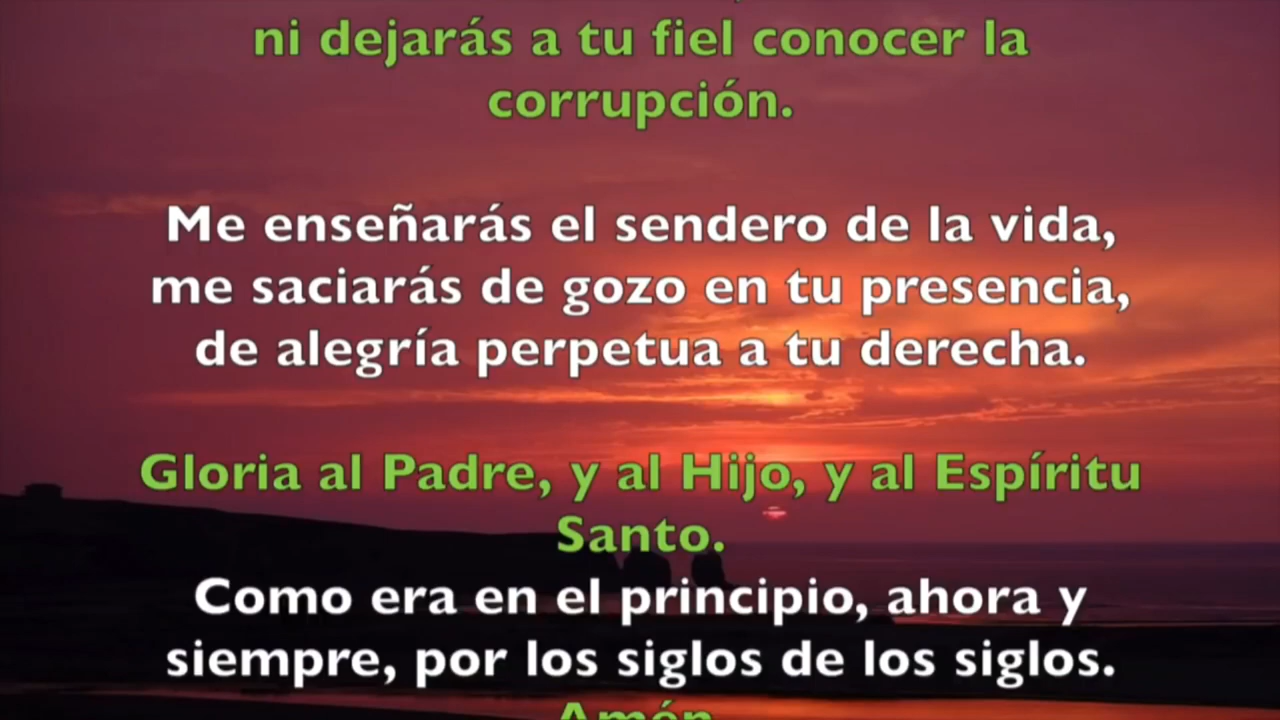 ni dejarás a tu fiel conocer la
corrupción.
Me enseñarás el sendero de la vida,
me saciarás de gozo en tu presencia,
de alegría perpetua a tu derecha.
Gloria al Padre, y al Hijo, y al Espíritu
Santo.
Como era en el principio, ahora y
siempre, por los siglos de los siglos.
Amén.